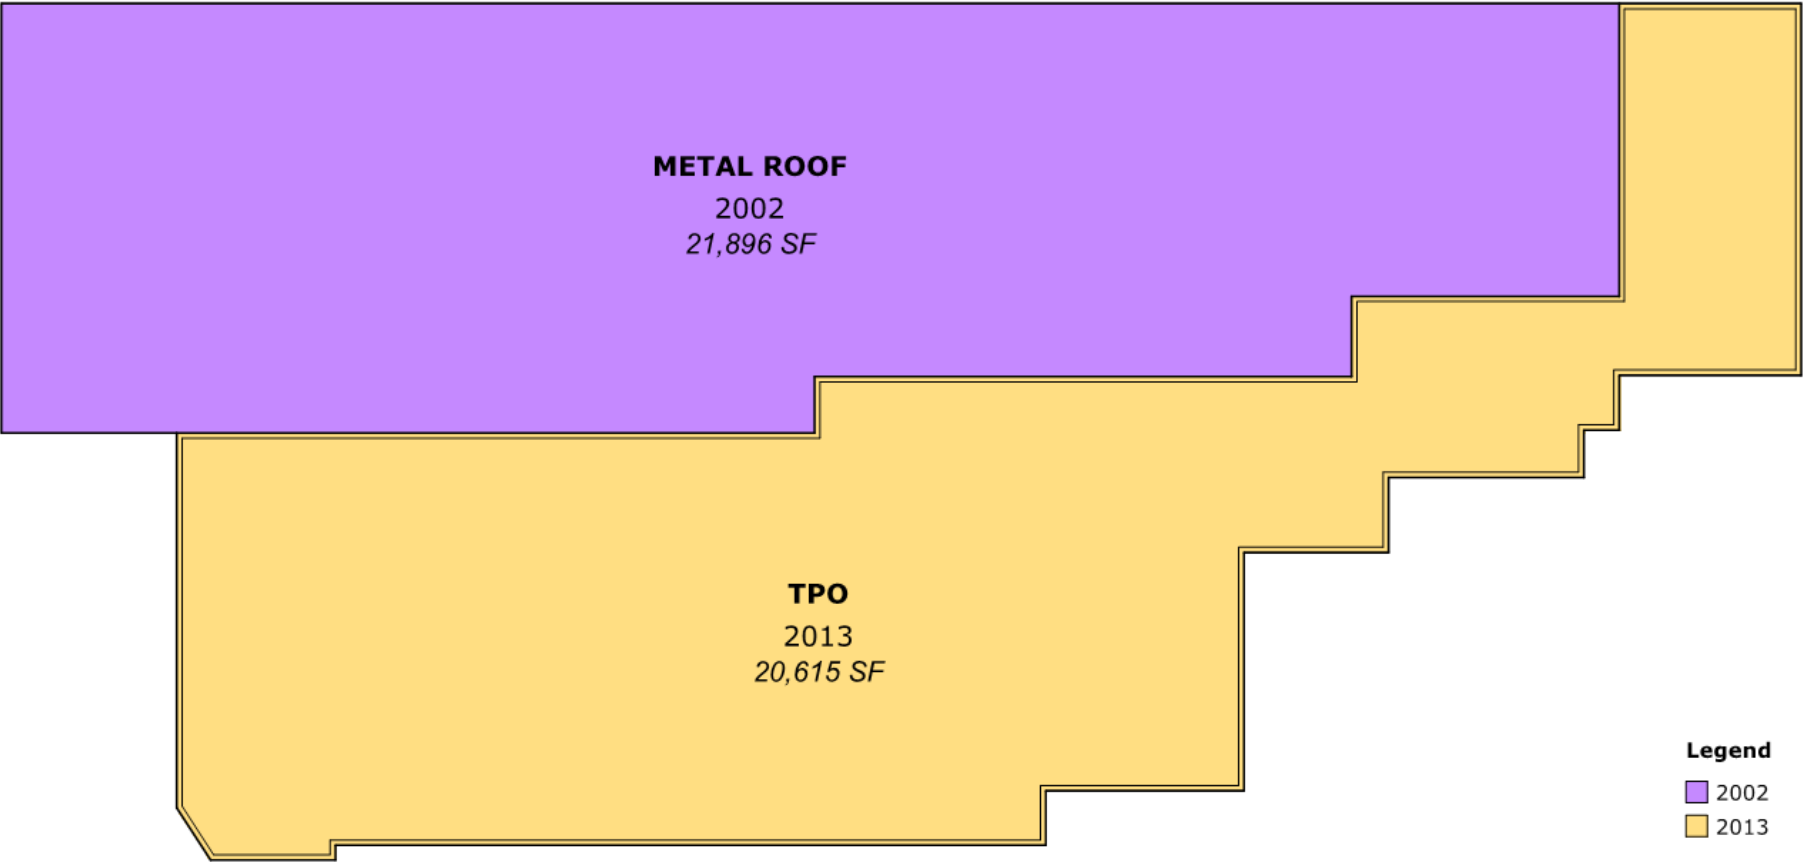 METAL ROOF
2002
21,896 SF
TPO
2013
20,615 SF
Legend
2002
2013